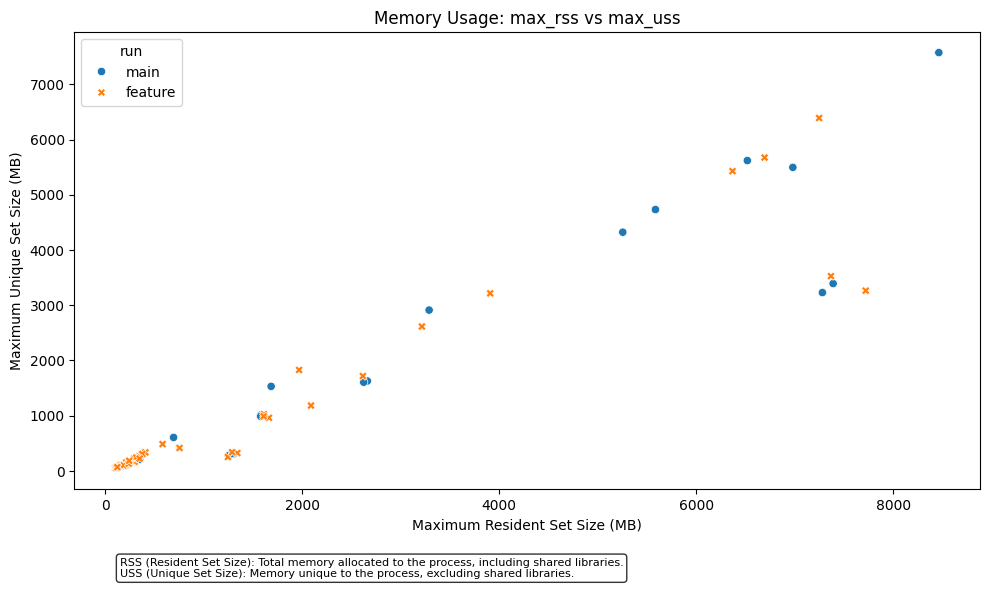 Memory Usage: max_rss vs max_uss
run
main
feature
Maximum Unique Set Size (MB)
7000
6000
5000
4000
3000
2000
1000
0
0 2000 4000 6000 8000
Maximum Resident Set Size (MB)
RSS (Resident Set Size): Total memory allocated to the process, including shared libraries.
USS (Unique Set Size): Memory unique to the process, excluding shared libraries.